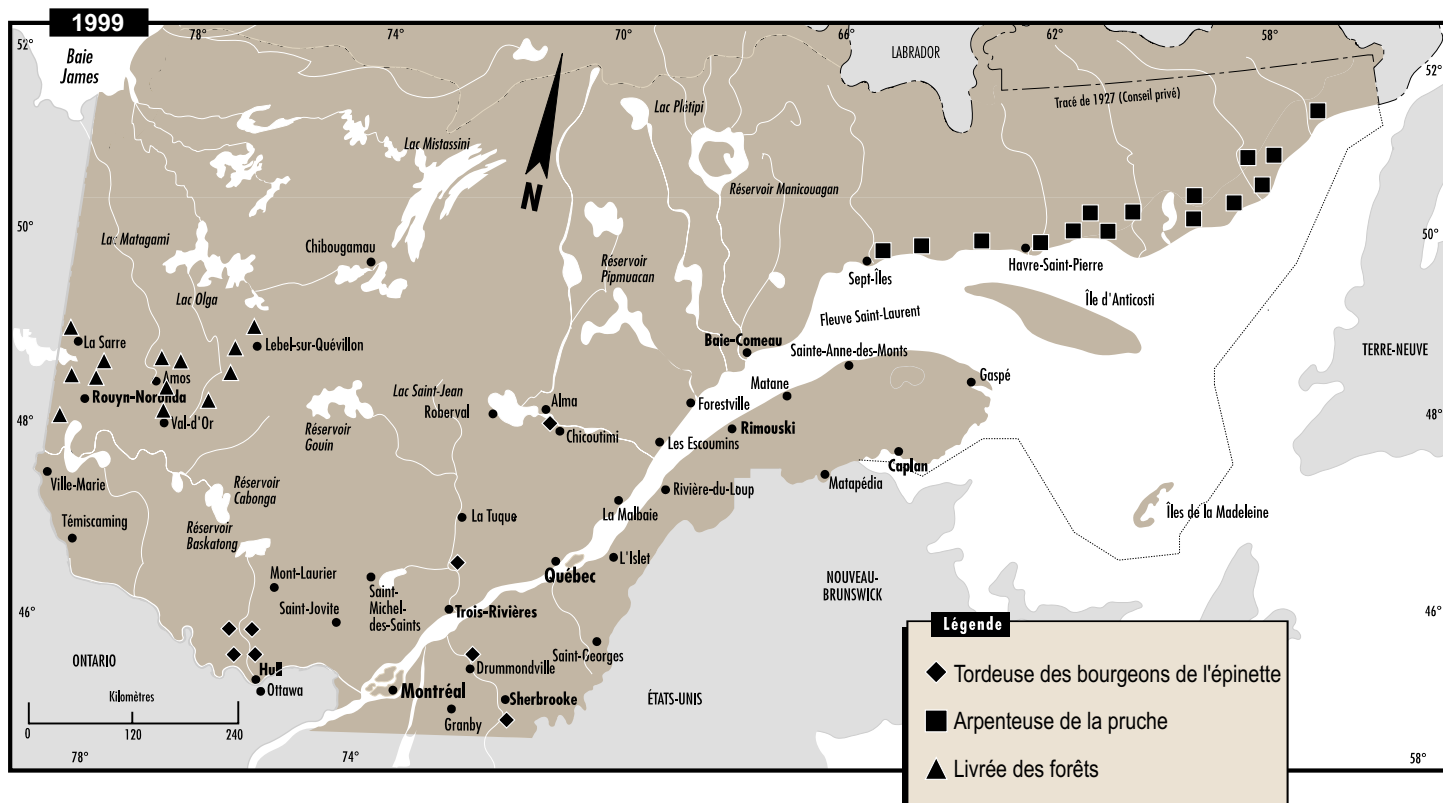 1999
78°
74°
70°
66°
62°
58°
52°
52°
Baie
James
LABRADOR
Tracé de 1927 (Conseil privé)
Lac Plétipi
Lac Mistassini
N
Réservoir Manicouagan
50°
50°
Lac Matagami
Chibougamau
Réservoir
Pipmuacan
Sept-Îles
Havre-Saint-Pierre
Lac Olga
Île d'Anticosti
Fleuve Saint-Laurent
La Sarre
Lebel-sur-Quévillon
Baie-Comeau
Sainte-Anne-des-Monts
TERRE-NEUVE
Amos
Matane
Gaspé
Rouyn-Noranda
Lac Saint-Jean
Alma
Forestville
Roberval
48°
48°
Val-d'Or
Réservoir
Gouin
Chicoutimi
Rimouski
Les Escoumins
Caplan
Ville-Marie
Réservoir
Cabonga
Rivière-du-Loup
Matapédia
La Tuque
La Malbaie
Îles de la Madeleine
Témiscaming
Réservoir
Baskatong
L'Islet
Québec
Mont-Laurier
Saint-
Michel-
des-Saints
NOUVEAU-
BRUNSWICK
46°
46°
Saint-Jovite
Trois-Rivières
Légende
ONTARIO
Hull
Saint-Georges
Drummondville
Tordeuse des bourgeons de l'épinette
Ottawa
Montréal
Sherbrooke
ÉTATS-UNIS
Kilomètres
Granby
Arpenteuse de la pruche
0
120
240
78°
74°
58°
Livrée des forêts